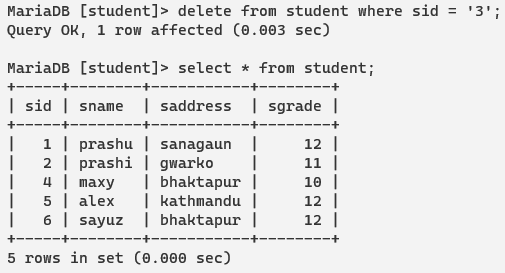 MariaDB [student]> delete from student where sid = '3';
Query OK, 1 row affected (0.003 sec)

MariaDB [student]> select * from student;
+-----+--------+-----------+--------+
| sid | sname  | saddress  | sgrade |
+-----+--------+-----------+--------+
|   1 | prashu | sanagaun  |     12 |
|   2 | prashi | gwarko    |     11 |
|   4 | maxy   | bhaktapur |     10 |
|   5 | alex   | kathmandu |     12 |
|   6 | sayuz  | bhaktapur |     12 |
+-----+--------+-----------+--------+
5 rows in set (0.000 sec)